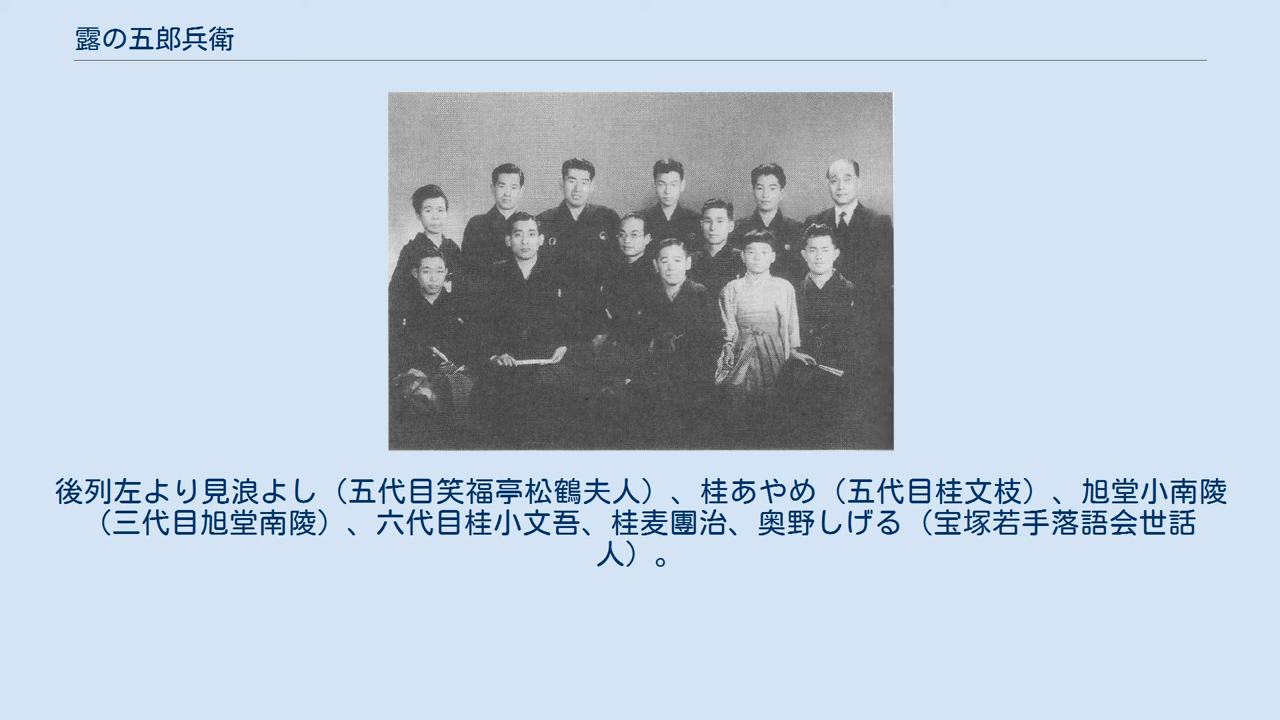 露の五郎兵衛
後列左より見浪よし（五代目笑福亭松鶴夫人）、桂あやめ（五代目桂文枝）、旭堂小南陵
（三代目旭堂南陵）、六代目桂小文吾、桂麦團治、奥野しげる（宝塚若手落語会世話
人）。